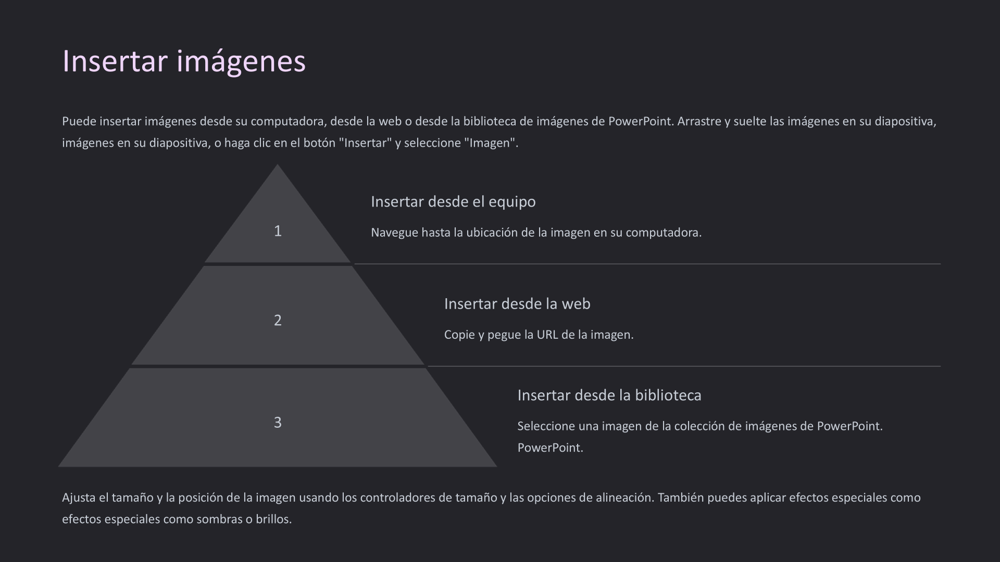 Insertar imágenes
Puede insertar imágenes desde su computadora, desde la web o desde la biblioteca de imágenes de PowerPoint. Arrastre y suelte las imágenes en su diapositiva,
imágenes en su diapositiva, o haga clic en el botón "Insertar" y seleccione "Imagen".
1
Insertar desde el equipo
Navegue hasta la ubicación de la imagen en su computadora.
2
Insertar desde la web
Copie y pegue la URL de la imagen.
3
Insertar desde la biblioteca
Seleccione una imagen de la colección de imágenes de PowerPoint.
PowerPoint.
Ajusta el tamaño y la posición de la imagen usando los controladores de tamaño y las opciones de alineación. También puedes aplicar efectos especiales como
efectos especiales como sombras o brillos.